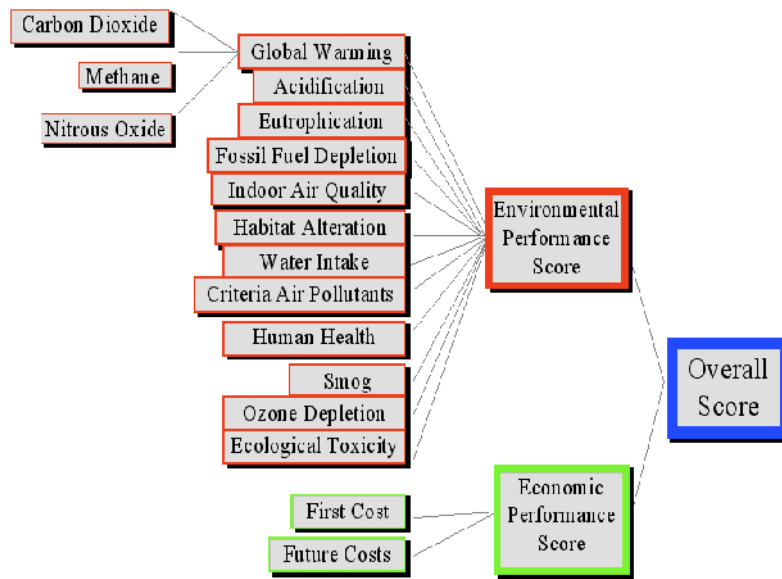 Carbon Dioxide
Methane
Nitrous Oxide
Global Warming
Acidification
Eutrophication
Fossil Fuel Depletion
Indoor Air Quality
Habitat Alteration
Water Intake
Criteria Air Pollutants
Human Health
Smog
Ozone Depletion
Ecological Toxicity
First Cost
Future Costs
Environmental
Performance
Score
Economic
Performance
Score
Overall
Score